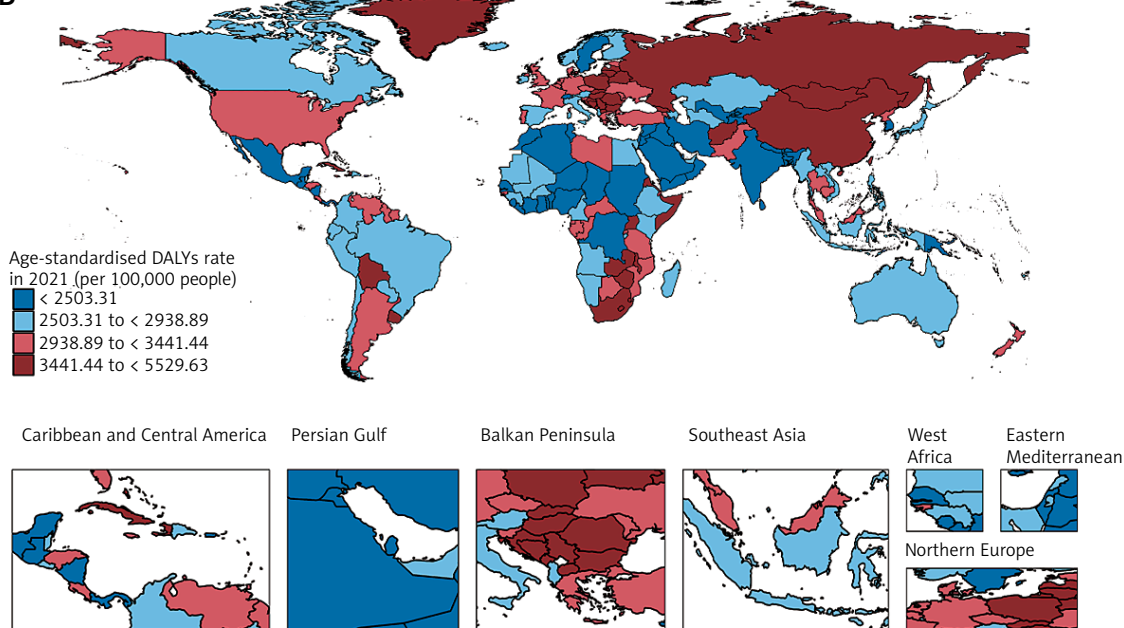 Age-standardised DALYs rate
in 2021 (per 100,000 people)
< 2503.31
2503.31 to < 2938.89
2938.89 to < 3441.44
3441.44 to < 5529.63
Caribbean and Central America
Persian Gulf
Balkan Peninsula
Southeast Asia
West
Africa
Eastern
Mediterranean
Northern Europe